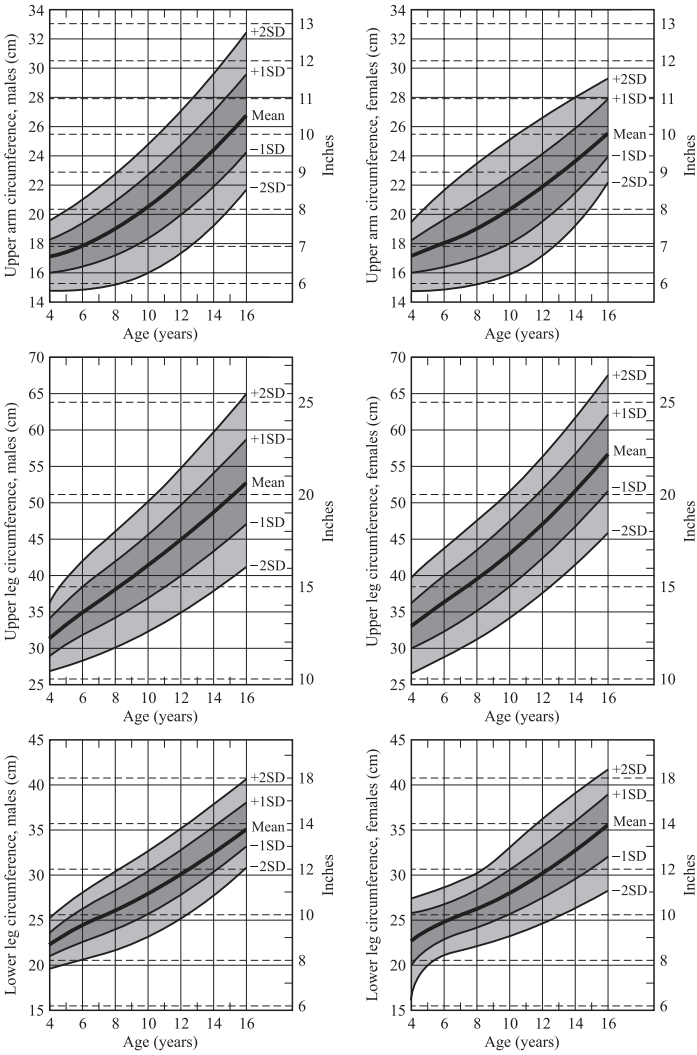 Upper arm circumference, males (cm)
34
32
30
28
26
24
22
20
18
16
14
+2SD
+1SD
Mean
−1SD
−2SD
13
12
11
10
9
8
7
6
Inches
4 6 8 10 12 14 16
Age (years)
Upper arm circumference, females (cm)
34
32
30
28
26
24
22
20
18
16
14
+2SD
+1SD
Mean
−1SD
−2SD
13
12
11
10
9
8
7
6
Inches
4 6 8 10 12 14 16
Age (years)
Upper leg circumference, males (cm)
70
65
60
55
50
45
40
35
30
25
+2SD
+1SD
Mean
−1SD
−2SD
25
20
15
10
Inches
4 6 8 10 12 14 16
Age (years)
Upper leg circumference, females (cm)
70
65
60
55
50
45
40
35
30
25
+2SD
+1SD
Mean
−1SD
−2SD
25
20
15
10
Inches
4 6 8 10 12 14 16
Age (years)
Lower leg circumference, males (cm)
45
40
35
30
25
20
15
+2SD
+1SD
Mean
−1SD
−2SD
18
14
12
10
8
6
Inches
4 6 8 10 12 14 16
Age (years)
Lower leg circumference, females (cm)
45
40
35
30
25
20
15
+2SD
+1SD
Mean
−1SD
−2SD
18
14
12
10
8
6
Inches
4 6 8 10 12 14 16
Age (years)